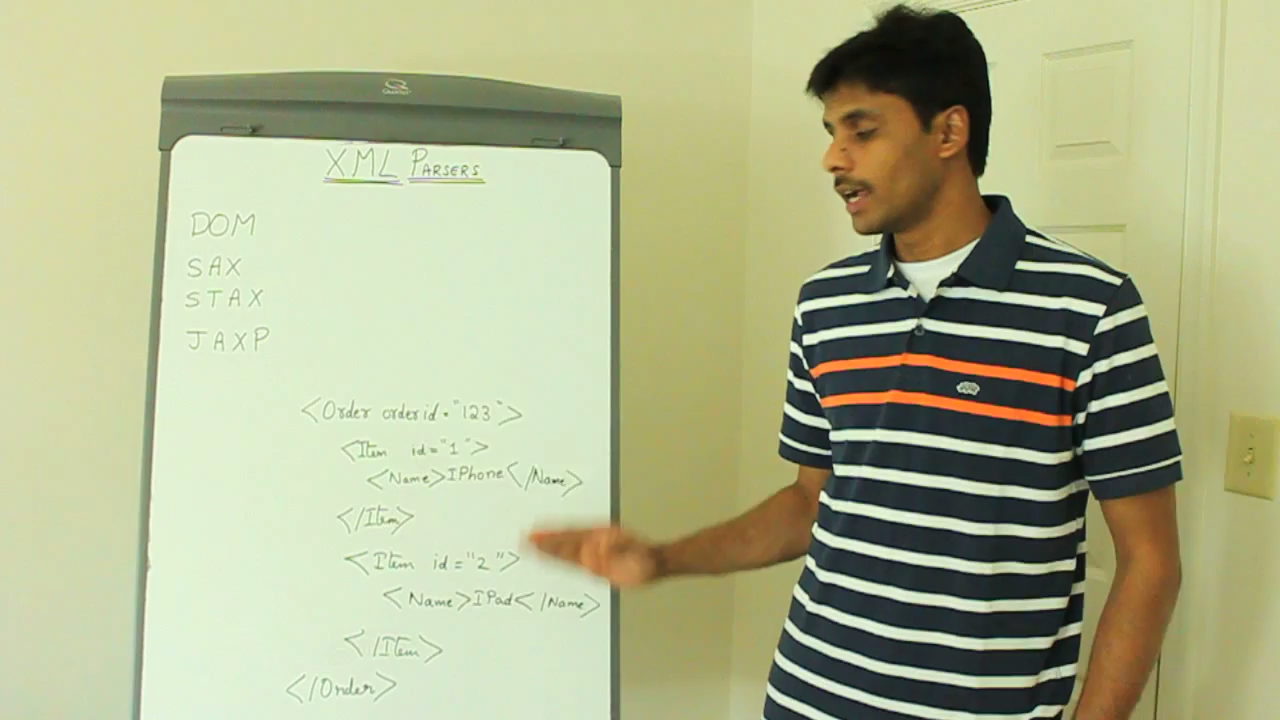 XML PARSERS
DOM
SAX
STAX
JAXP
<Order orderid="123">
<Item id="1">
<Name>IPhone</Name>
</Item>
<Item id="2">
<Name>IPad</Name>
</Item>
</Order>